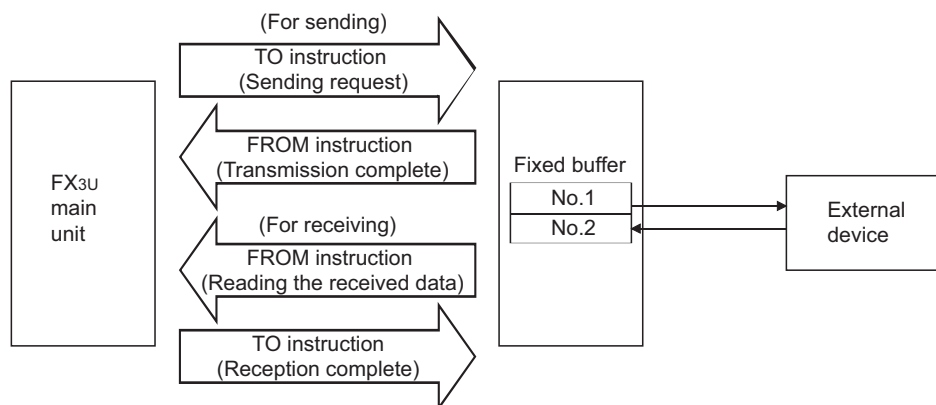 (For sending)
TO instruction
(Sending request)
FROM instruction
(Transmission complete)
(For receiving)
FROM instruction
(Reading the received data)
TO instruction
(Reception complete)
FX3U
main
unit
Fixed buffer
No.1
No.2
External
device